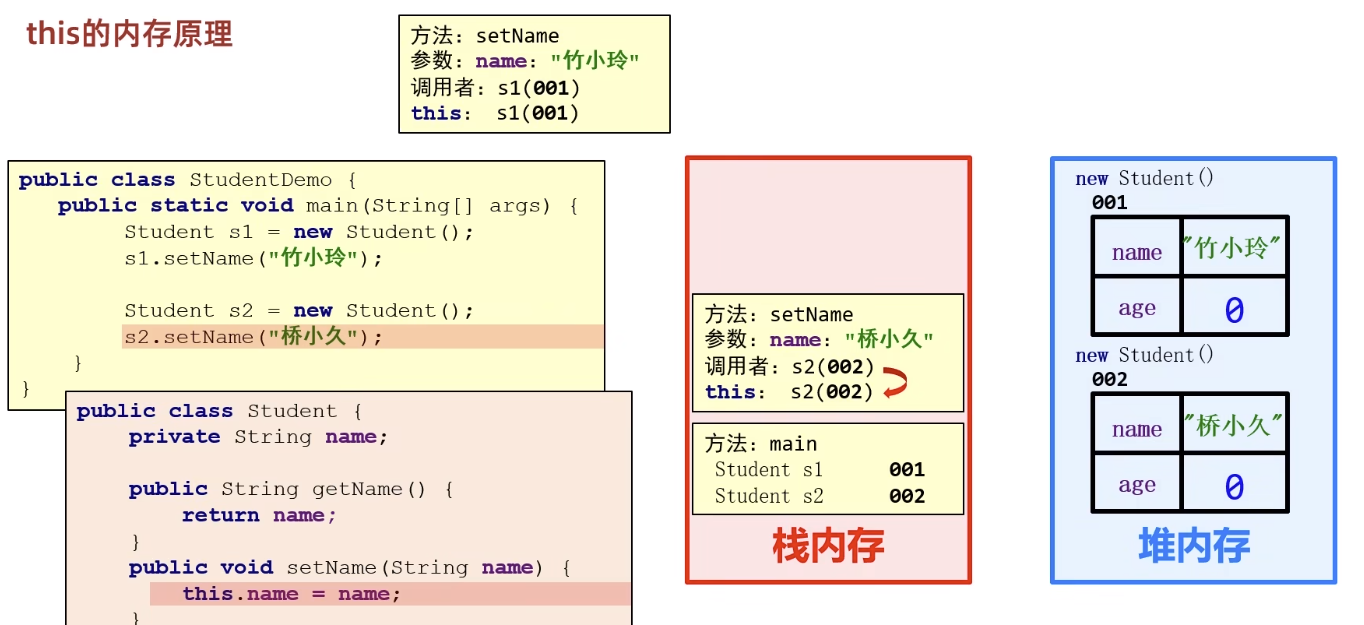 this的内存原理
方法：setName
参数：name："竹小玲"
调用者：s1(001)
this： s1(001)
public class StudentDemo {
public static void main(String[] args) {
Student s1 = new Student();
s1.setName("竹小玲");
Student s2 = new Student();
s2.setName("桥小久");
}
}
public class Student {
private String name;
public String getName() {
return name;
}
public void setName(String name) {
this.name = name;
}
方法：setName
参数：name："桥小久"
调用者：s2(002)
this： s2(002)
方法：main
Student s1 001
Student s2 002
栈内存
new Student()
001
name "竹小玲"
age 0
new Student()
002
name "桥小久"
age 0
堆内存